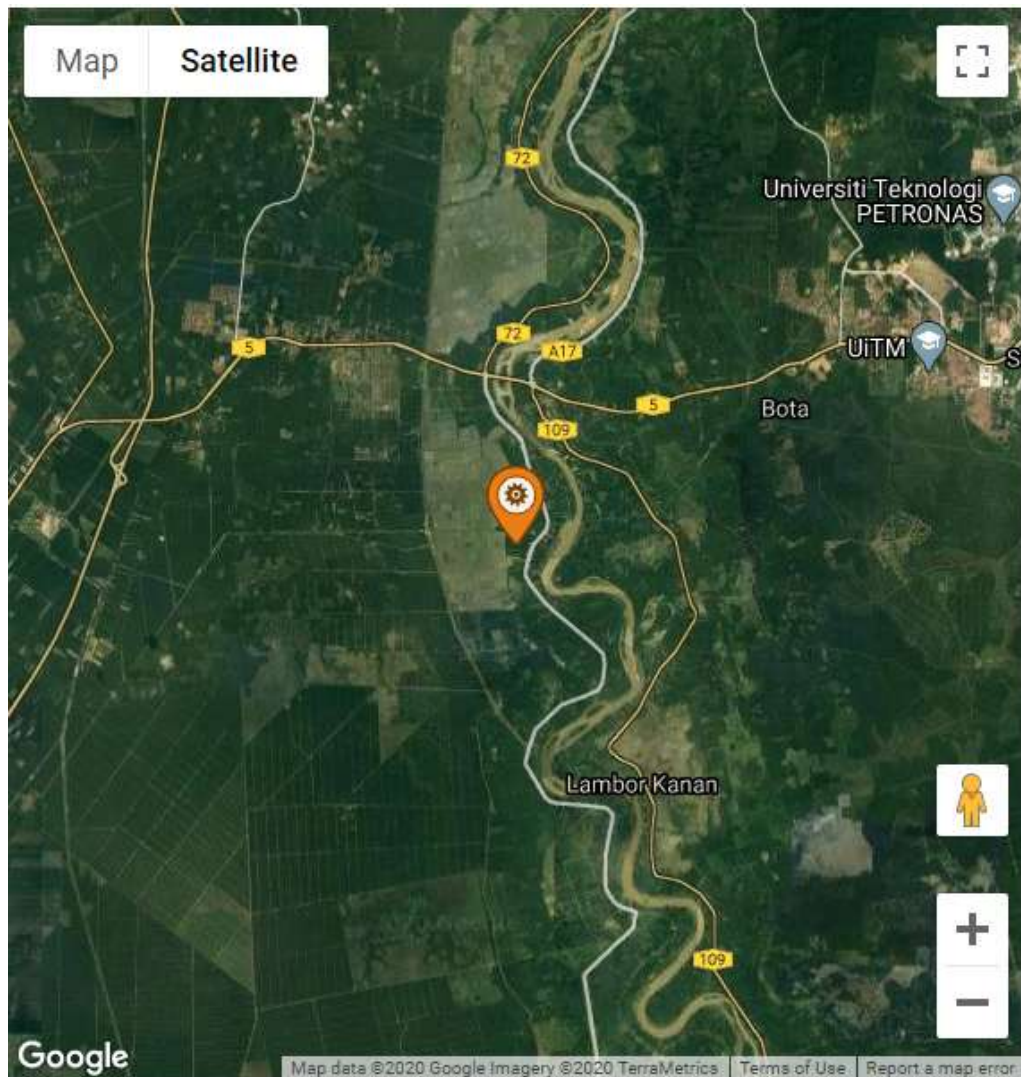 Map
Satellite
72
Universiti Teknologi
PETRONAS
72
A17
5
UiTM
S
5
Bota
109
Lambor Kanan
109
Google
Map data ©2020 Google Imagery ©2020 TerraMetrics
Terms of Use
Report a map error